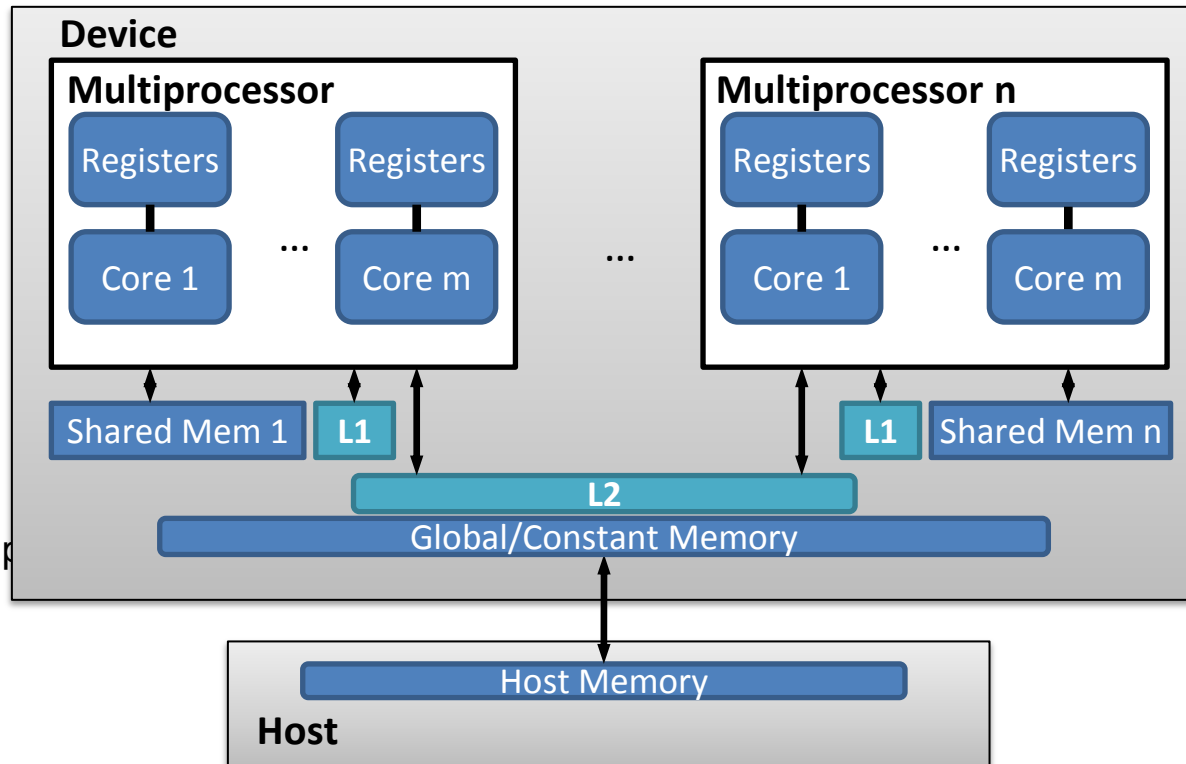 Device
Multiprocessor
Multiprocessor n
Registers
Registers
Registers
Registers
...
...
...
Core 1
Core m
Core 1
Core m
Shared Mem 1
L1
L1
Shared Mem n
L2
Global/Constant Memory
Host Memory
Host